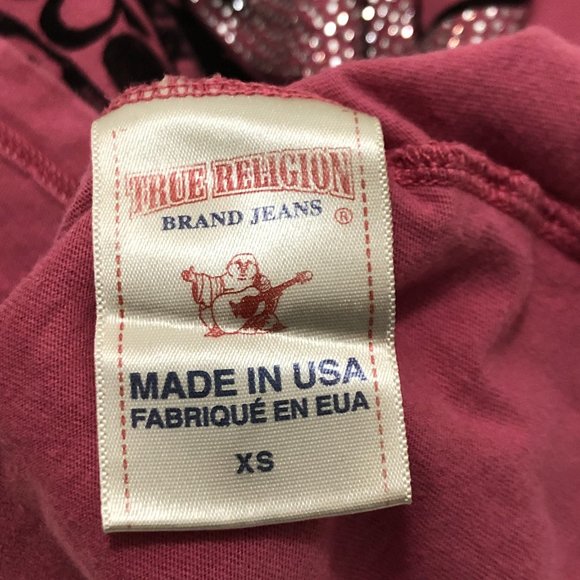 TRUE RELIGION
BRAND JEANS ®
MADE IN USA
FABRIQUÉ EN EUA
XS